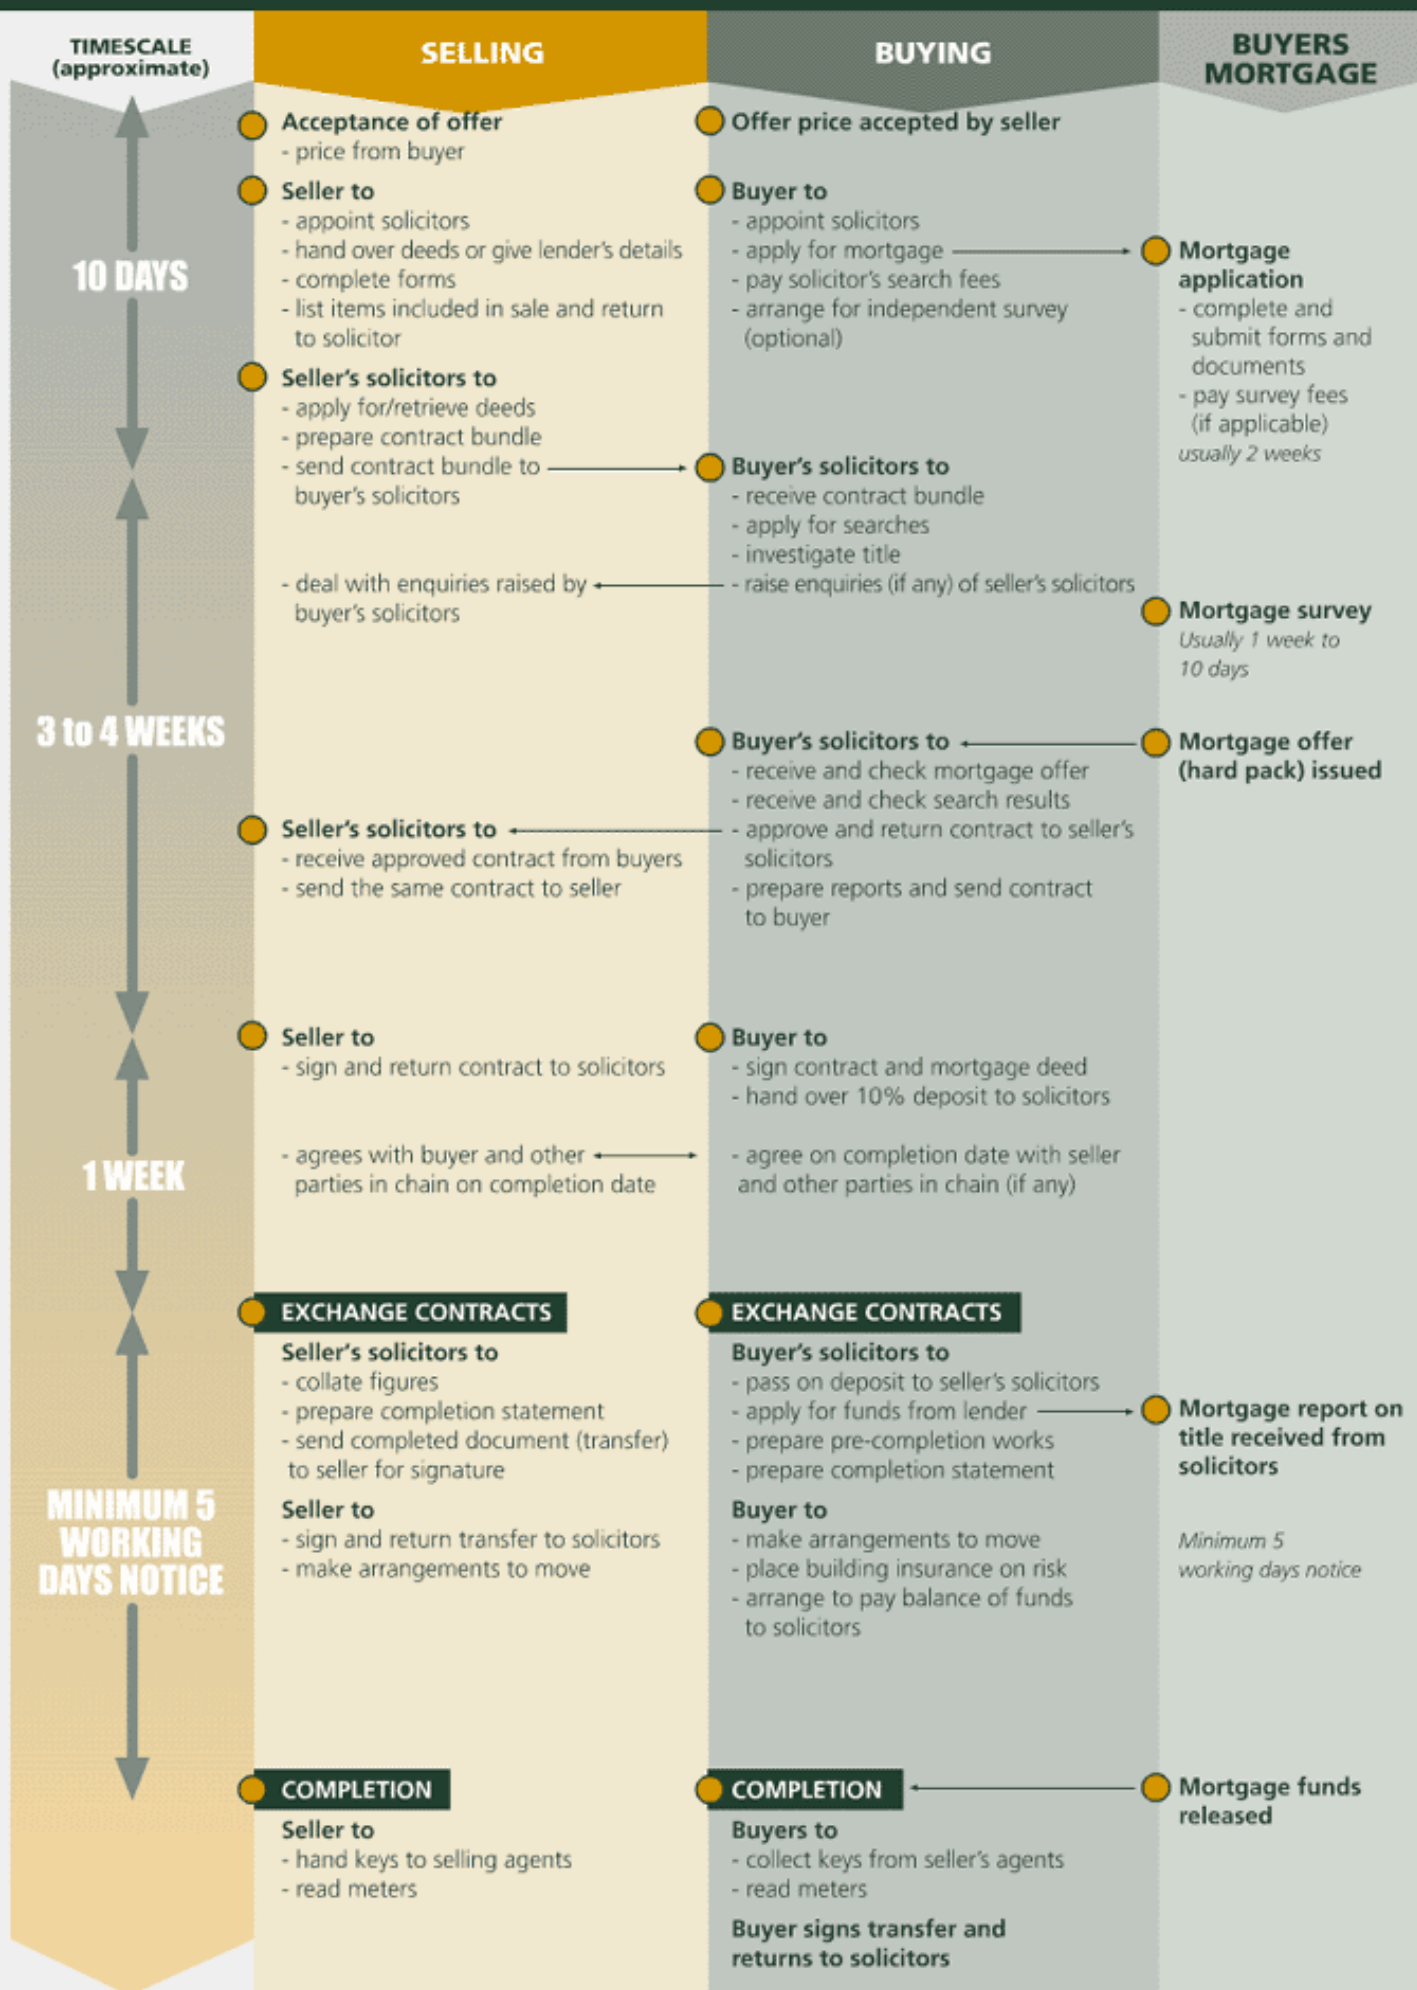 TIMESCALE
(approximate)
SELLING
BUYING
BUYERS
MORTGAGE
10 DAYS
3 to 4 WEEKS
1 WEEK
MINIMUM 5
WORKING
DAYS NOTICE
Acceptance of offer
- price from buyer
Seller to
- appoint solicitors
- hand over deeds or give lender's details
- complete forms
- list items included in sale and return
to solicitor
Seller's solicitors to
- apply for/retrieve deeds
- prepare contract bundle
- send contract bundle to
buyer's solicitors
- deal with enquiries raised by
buyer's solicitors
Seller's solicitors to
- receive approved contract from buyers
- send the same contract to seller
Seller to
- sign and return contract to solicitors
- agrees with buyer and other
parties in chain on completion date
EXCHANGE CONTRACTS
Seller's solicitors to
- collate figures
- prepare completion statement
- send completed document (transfer)
to seller for signature
Seller to
- sign and return transfer to solicitors
- make arrangements to move
COMPLETION
Seller to
- hand keys to selling agents
- read meters
Offer price accepted by seller
Buyer to
- appoint solicitors
- apply for mortgage
- pay solicitor's search fees
- arrange for independent survey
(optional)
Buyer's solicitors to
- receive contract bundle
- apply for searches
- investigate title
- raise enquiries (if any) of seller's solicitors
Buyer's solicitors to
- receive and check mortgage offer
- receive and check search results
- approve and return contract to seller's
solicitors
- prepare reports and send contract
to buyer
Buyer to
- sign contract and mortgage deed
- hand over 10% deposit to solicitors
- agree on completion date with seller
and other parties in chain (if any)
EXCHANGE CONTRACTS
Buyer's solicitors to
- pass on deposit to seller's solicitors
- apply for funds from lender
- prepare pre-completion works
- prepare completion statement
Buyer to
- make arrangements to move
- place building insurance on risk
- arrange to pay balance of funds
to solicitors
COMPLETION
Buyers to
- collect keys from seller's agents
- read meters
Buyer signs transfer and
returns to solicitors
Mortgage
application
- complete and
submit forms and
documents
- pay survey fees
(if applicable)
usually 2 weeks
Mortgage survey
Usually 1 week to
10 days
Mortgage offer
(hard pack) issued
Mortgage report on
title received from
solicitors
Minimum 5
working days notice
Mortgage funds
released